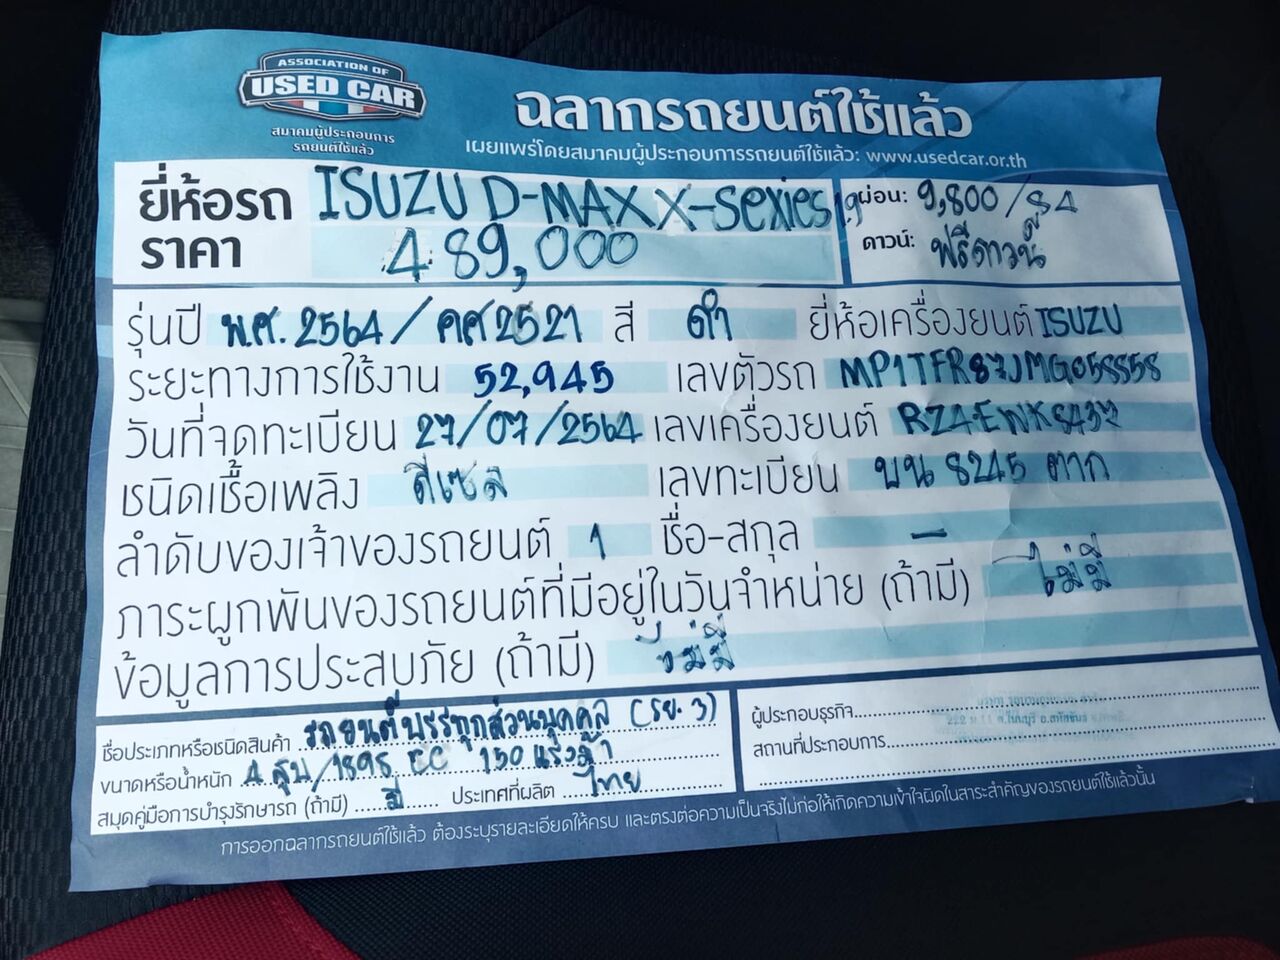 ASSOCIATION OF
USED CAR
สมาคมผู้ประกอบการ
รถยนต์ใช้แล้ว
ฉลากรถยนต์ใช้แล้ว
เผยแพร่โดยสมาคมผู้ประกอบการรถยนต์ใช้แล้ว: www.usedcar.or.th
ยี่ห้อรถ ISUZU D-MAX X-Sexies 1.9
ราคา 489,000
ผ่อน: 9,800/84
ดาวน์: ฟรีดาวน์
รุ่นปี พ.ศ. 2564/คศ 2521 สี ดำ ยี่ห้อเครื่องยนต์ ISUZU
ระยะทางการใช้งาน 52,945 เลขตัวรถ MP1TFR87JMG058558
วันที่จดทะเบียน 27/07/2564 เลขเครื่องยนต์ RZ4EWK8437
ชนิดเชื้อเพลิง ดีเซล เลขทะเบียน บน 8245 ตาก
ลำดับของเจ้าของรถยนต์ 1 ชื่อ-สกุล -
ภาระผูกพันของรถยนต์ที่มีอยู่ในวันจำหน่าย (ถ้ามี) ไม่มี
ข้อมูลการประสบภัย (ถ้ามี) ไม่มี
ชื่อประเภทหรือชนิดสินค้า รถยนต์บรรทุกส่วนบุคคล (รย.3)
ขนาดหรือน้ำหนัก 4 สูบ/1898 CC 150 แรงม้า
สมุดคู่มือการบำรุงรักษารถ (ถ้ามี) มี ประเทศที่ผลิต ไทย
ผู้ประกอบธุรกิจ
สถานที่ประกอบการ
การออกฉลากรถยนต์ใช้แล้ว ต้องระบุรายละเอียดให้ครบ และตรงต่อความเป็นจริงไม่ก่อให้เกิดความเข้าใจผิดในสาระสำคัญของรถยนต์ใช้แล้วนั้น